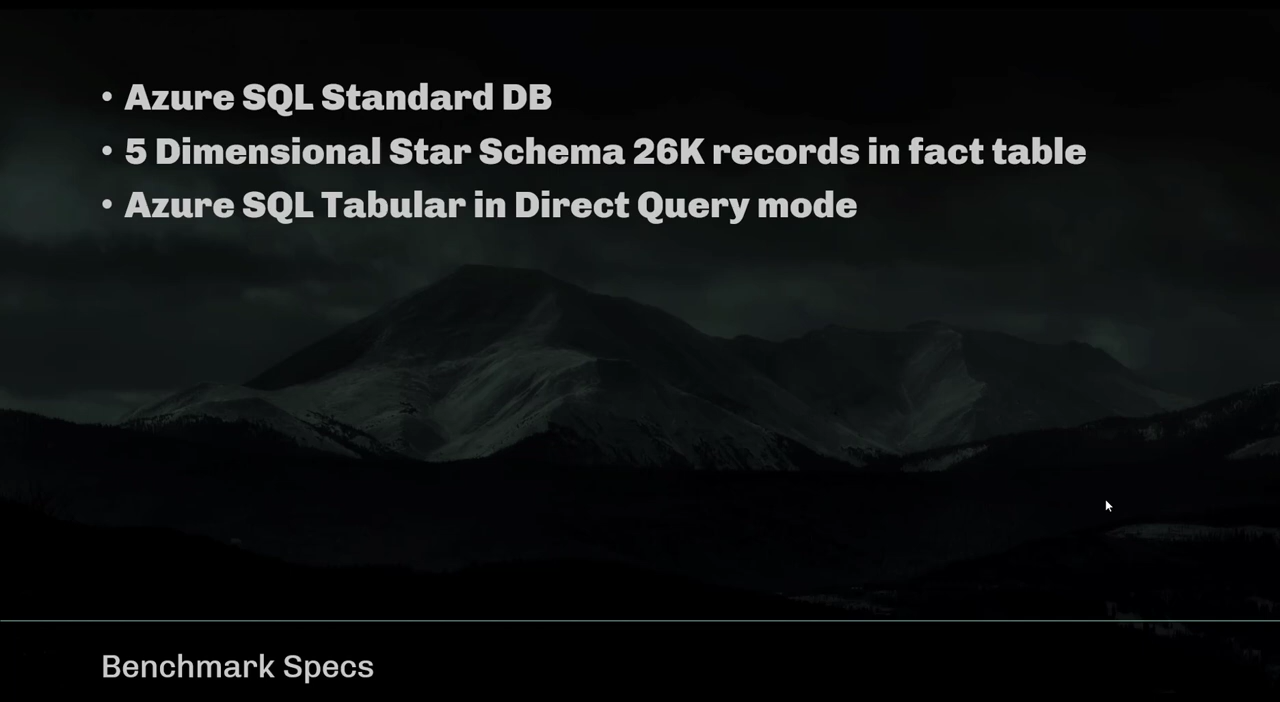 • Azure SQL Standard DB
• 5 Dimensional Star Schema 26K records in fact table
• Azure SQL Tabular in Direct Query mode
Benchmark Specs